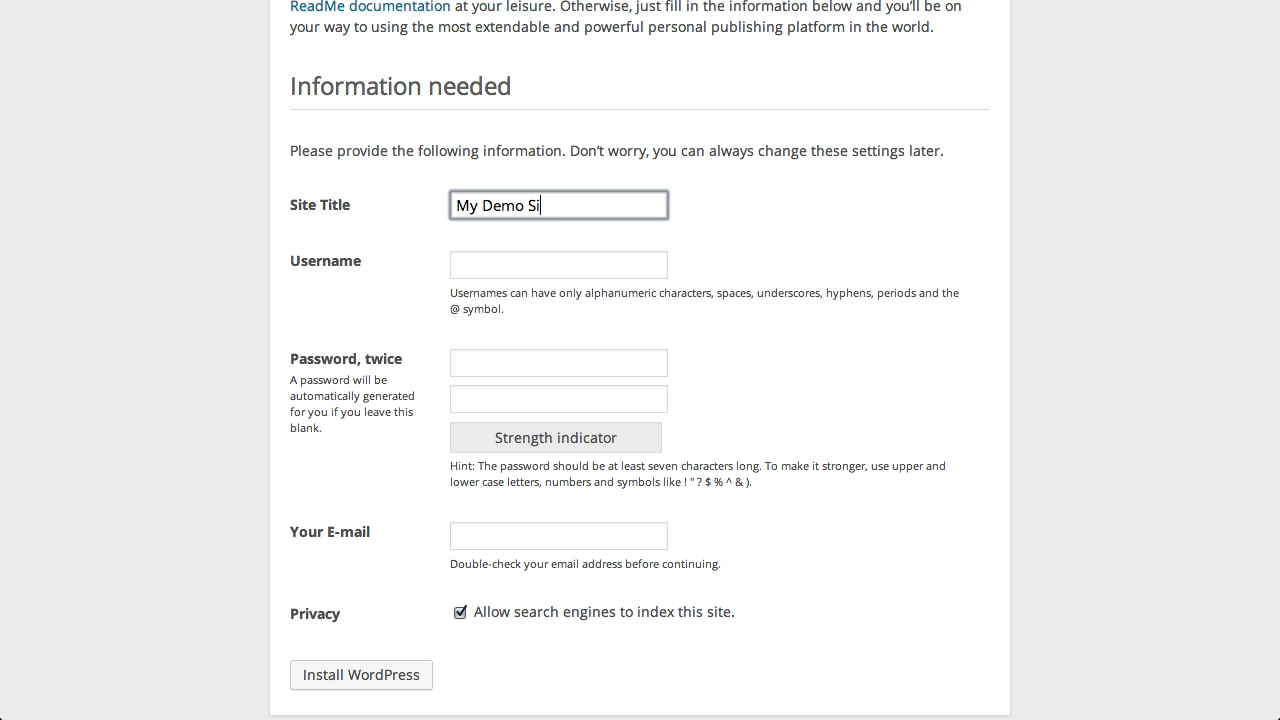 ReadMe documentation at your leisure. Otherwise, just fill in the information below and you’ll be on
your way to using the most extendable and powerful personal publishing platform in the world.
Information needed
Please provide the following information. Don’t worry, you can always change these settings later.
Site Title
My Demo Si
Username
Usernames can have only alphanumeric characters, spaces, underscores, hyphens, periods and the
@ symbol.
Password, twice
A password will be
automatically generated
for you if you leave this
blank.
Strength indicator
Hint: The password should be at least seven characters long. To make it stronger, use upper and
lower case letters, numbers and symbols like ! " ? $ % ^ & ).
Your E-mail
Double-check your email address before continuing.
Privacy
Allow search engines to index this site.
Install WordPress